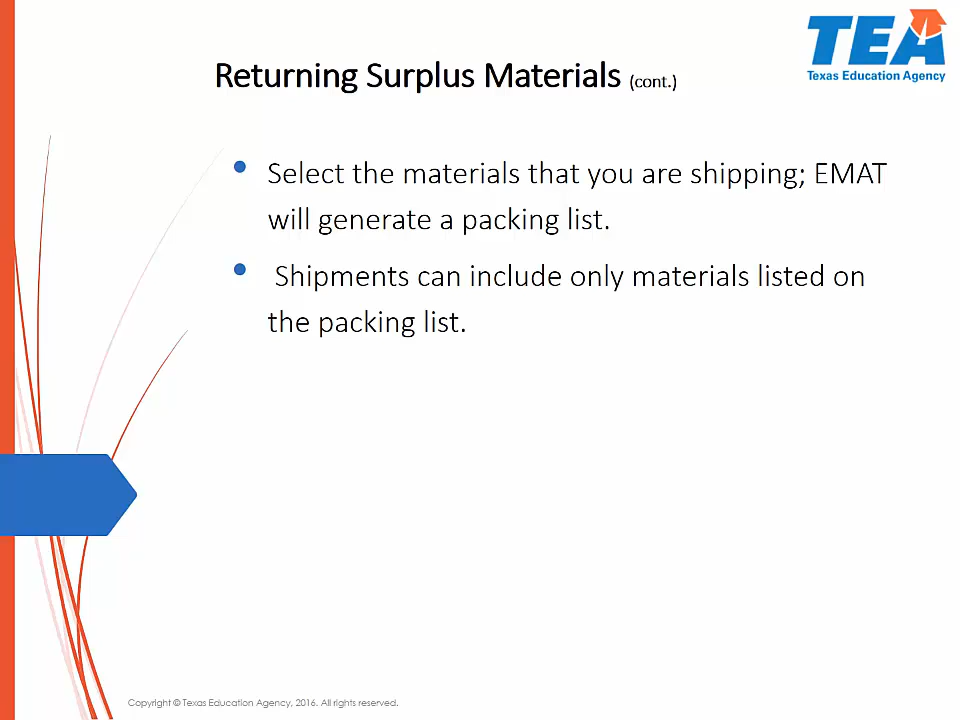 TEA
Texas Education Agency
Returning Surplus Materials (cont.)
• Select the materials that you are shipping; EMAT
will generate a packing list.
• Shipments can include only materials listed on
the packing list.
Copyright © Texas Education Agency, 2016. All rights reserved.